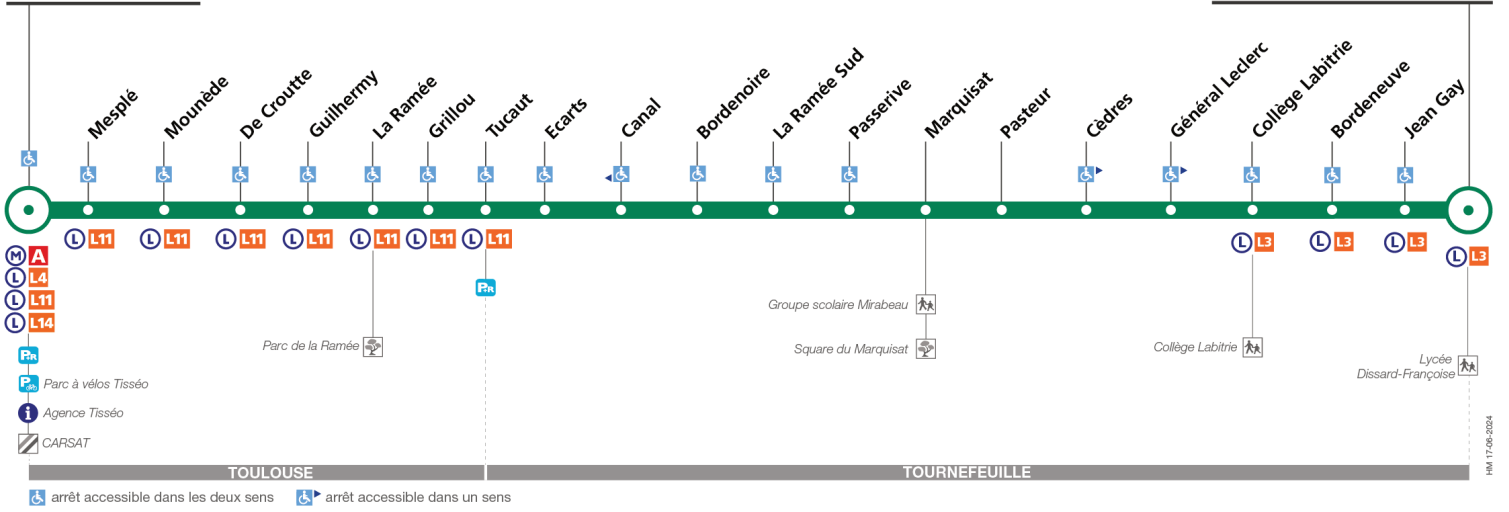 Mesplé
Mounède
De Croutte
Guilhermy
La Ramée
Grillou
Tucaut
Ecarts
Canal
Bordenoire
La Ramée Sud
Passerive
Marquisat
Pasteur
Cèdres
Général Leclerc
Collège Labitrie
Bordeneuve
Jean Gay
L L11
L L11
L L11
L L11
L L11
L L11
L L11
L L3
L L3
L L3
L L3
M A
L L4
L L11
L L14
P+R
P Parc à vélos Tisséo
i Agence Tisséo
CARSAT
Parc de la Ramée
P+R
Groupe scolaire Mirabeau
Square du Marquisat
Collège Labitrie
Lycée
Dissard-Françoise
HM 17-06-2024
TOULOUSE
TOURNEFEUILLE
arrêt accessible dans les deux sens
arrêt accessible dans un sens